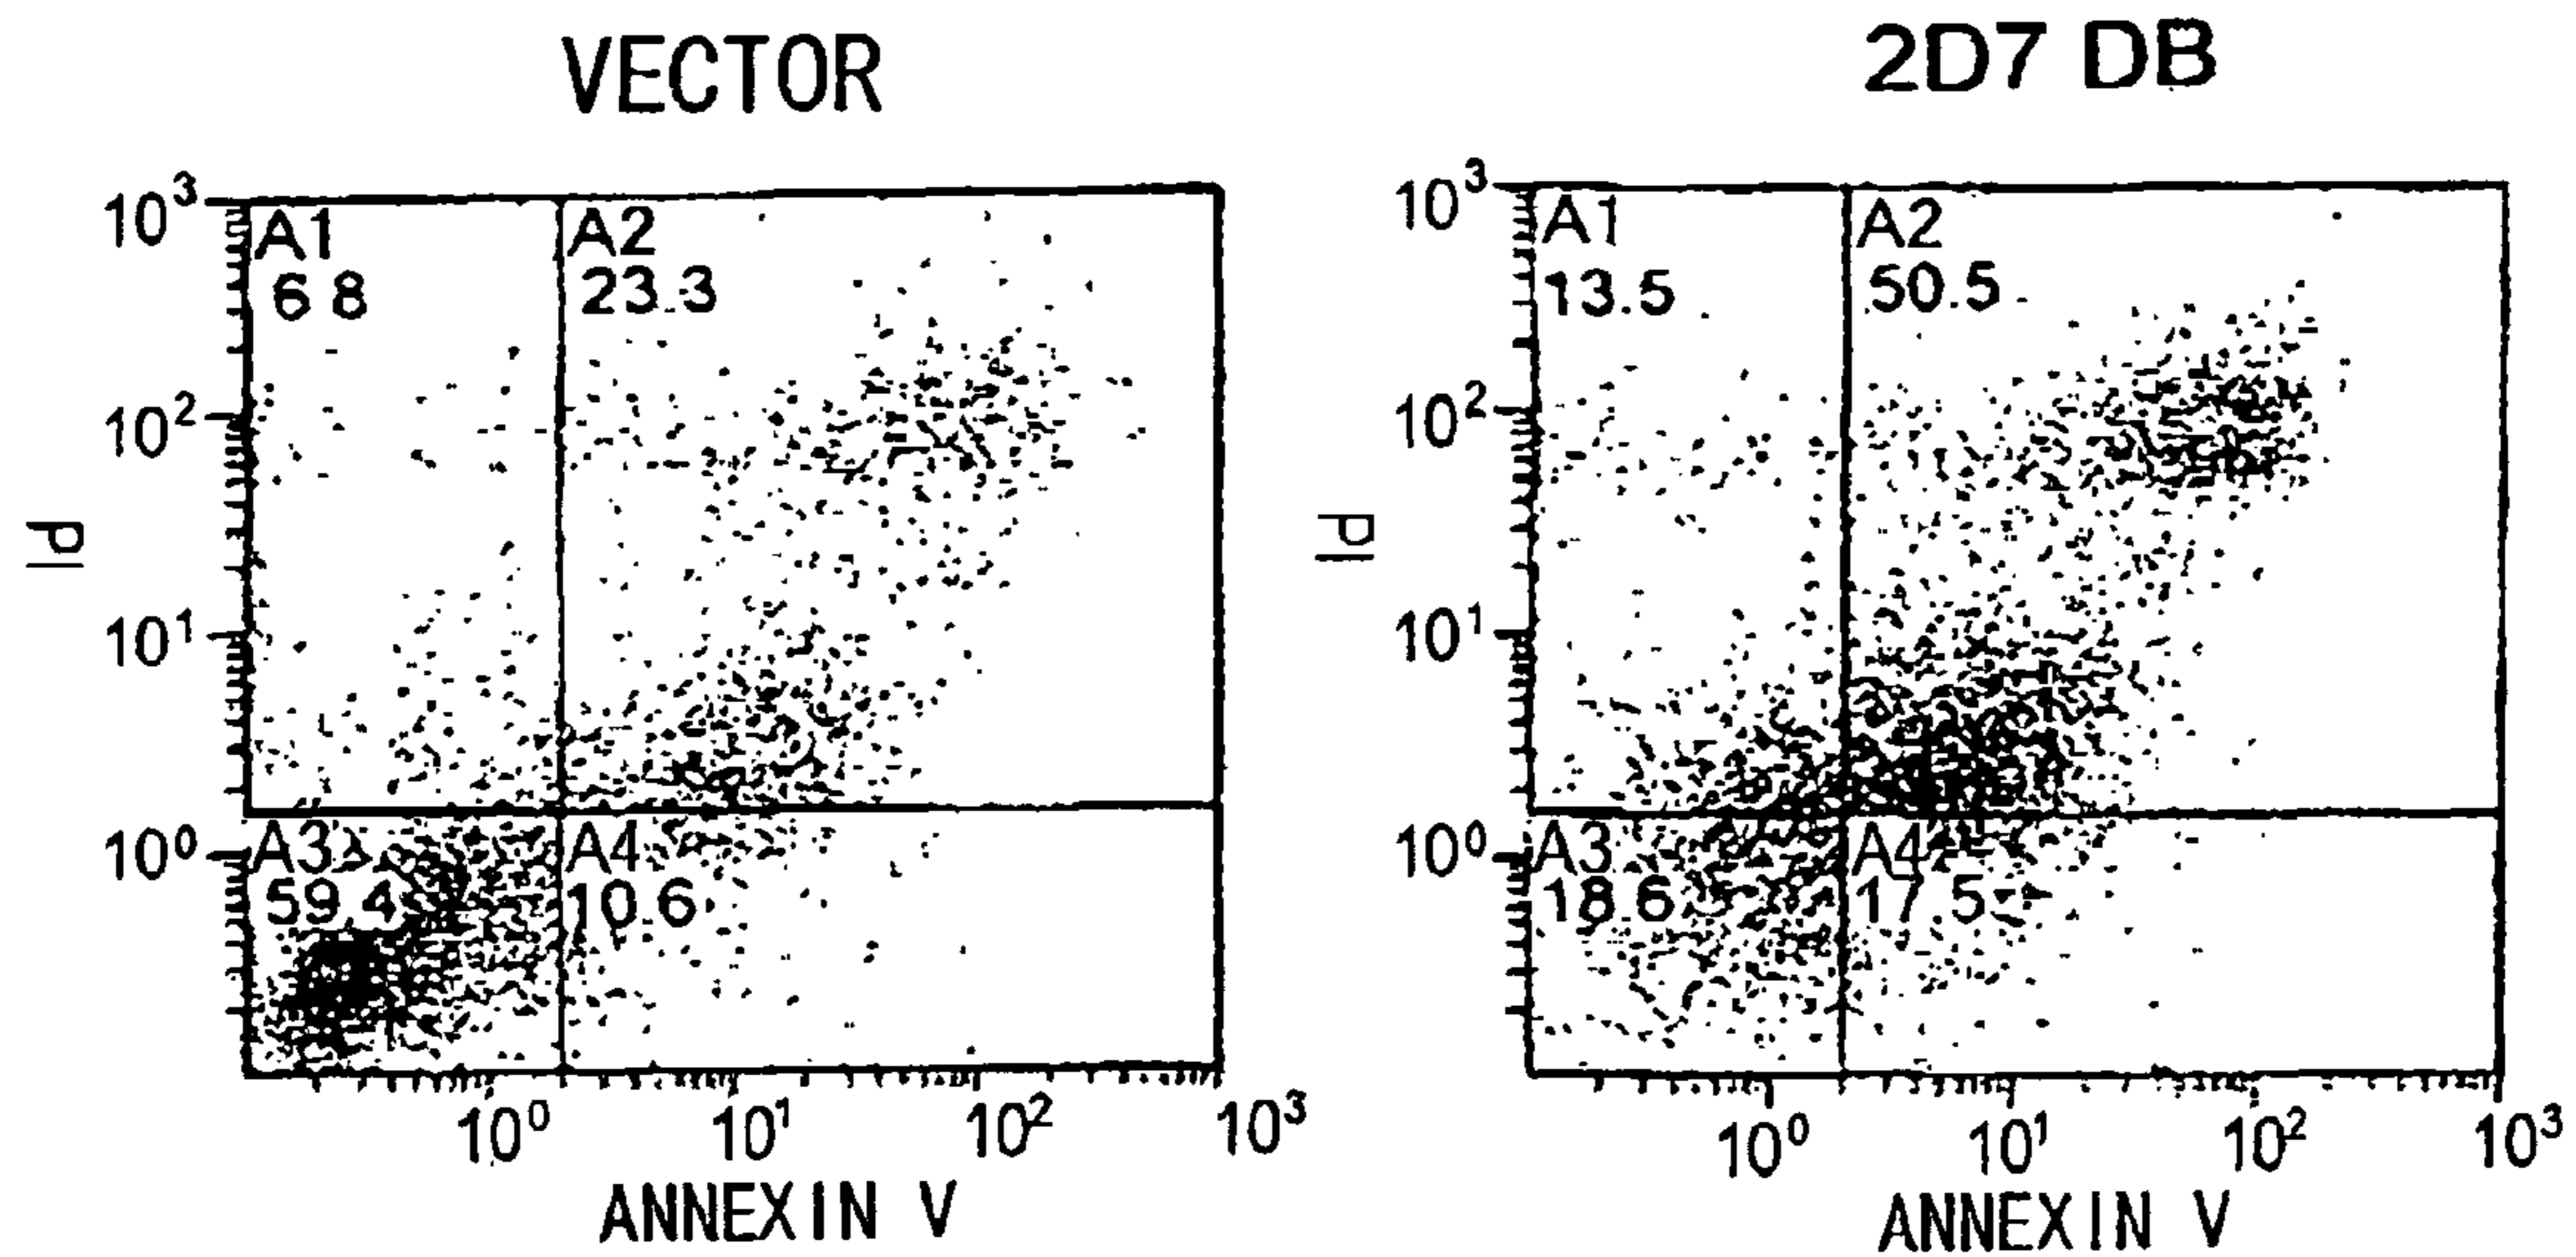 VECTOR
10³
A1
6 8
A2
23.3
10²
PI
10¹
10⁰
A3
59.4
A4
10.6
10⁰ 10¹ 10² 10³
ANNEXIN V
2D7 DB
10³
A1
13.5
A2
50.5
10²
PI
10¹
10⁰
A3
18.6
A4
17.5
10⁰ 10¹ 10² 10³
ANNEXIN V